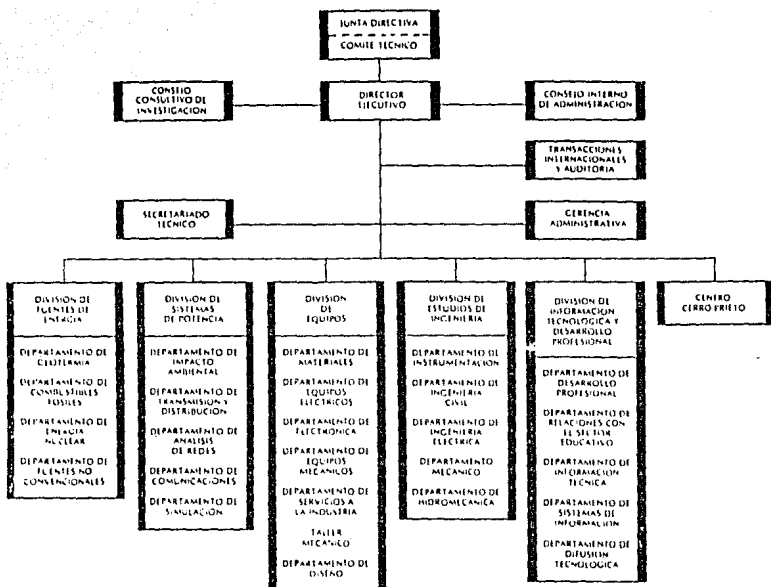 JUNTA DIRECTIVA
COMITE TECNICO
CONSEJO
CONSULTIVO DE
INVESTIGACION
DIRECTOR
EJECUTIVO
CONSEJO INTERNO
DE ADMINISTRACION
TRANSACCIONES
INTERNACIONALES
Y AUDITORIA
SECRETARIADO
TECNICO
GERENCIA
ADMINISTRATIVA
DIVISION DE
FUENTES DE
ENERGIA
DEPARTAMENTO DE
GEOTERMIA
DEPARTAMENTO DE
COMBUSTIBLES
FOSILES
DEPARTAMENTO DE
ENERGIA
NUCLEAR
DEPARTAMENTO DE
FUENTES NO
CONVENCIONALES
DIVISION DE
SISTEMAS
DE POTENCIA
DEPARTAMENTO DE
IMPACTO
AMBIENTAL
DEPARTAMENTO DE
TRANSMISION Y
DISTRIBUCION
DEPARTAMENTO DE
ANALISIS
DE REDES
DEPARTAMENTO DE
COMUNICACIONES
DEPARTAMENTO DE
SIMULACION
DIVISION
DE
EQUIPOS
DEPARTAMENTO DE
MATERIALES
DEPARTAMENTO DE
EQUIPOS
ELECTRICOS
DEPARTAMENTO DE
ELECTRONICA
DEPARTAMENTO DE
EQUIPOS
MECANICOS
DEPARTAMENTO DE
SERVICIOS A
LA INDUSTRIA
TALLER
MECANICO
DEPARTAMENTO DE
DISEÑO
DIVISION DE
ESTUDIOS DE
INGENIERIA
DEPARTAMENTO DE
INSTRUMENTACION
DEPARTAMENTO DE
INGENIERIA
CIVIL
DEPARTAMENTO DE
INGENIERIA
ELECTRICA
DEPARTAMENTO
MECANICO
DEPARTAMENTO DE
HIDROMECANICA
DIVISION DE
INFORMACION
TECNOLOGICA Y
DESARROLLO
PROFESIONAL
DEPARTAMENTO DE
DESARROLLO
PROFESIONAL
DEPARTAMENTO DE
RELACIONES CON
EL SECTOR
EDUCATIVO
DEPARTAMENTO DE
INFORMACION
TECNICA
DEPARTAMENTO DE
SISTEMAS DE
INFORMACION
DEPARTAMENTO DE
DIFUSION
TECNOLOGICA
CENTRO
CERRO PRIETO